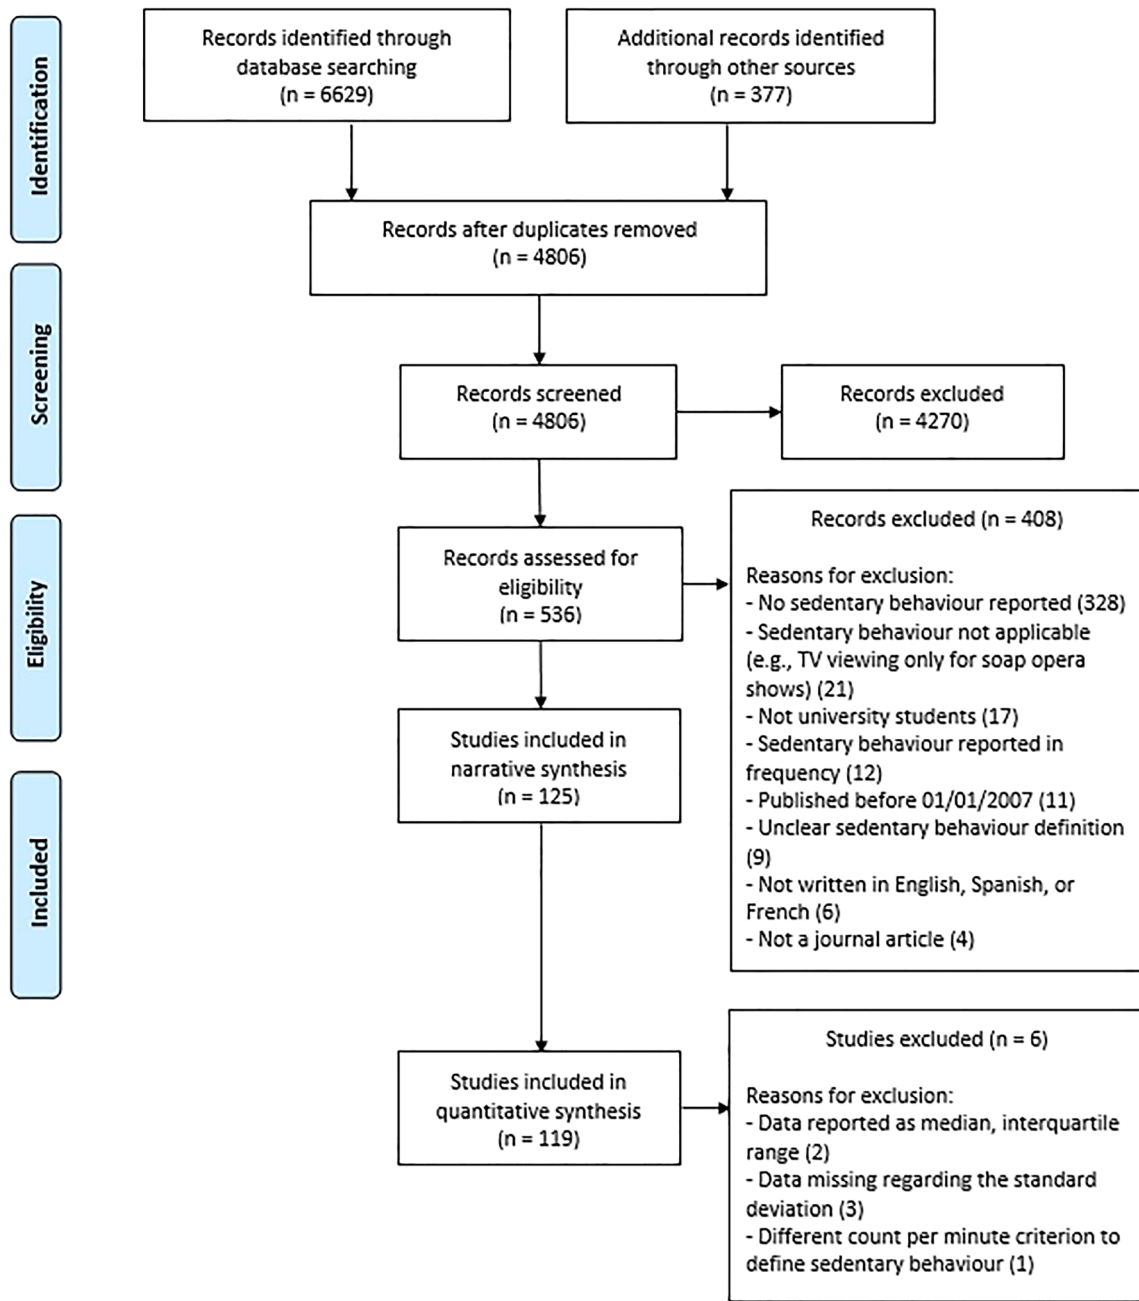 Identification
Records identified through
database searching
(n = 6629)
Additional records identified
through other sources
(n = 377)
Records after duplicates removed
(n = 4806)
Screening
Records screened
(n = 4806)
Records excluded
(n = 4270)
Eligibility
Records assessed for
eligibility
(n = 536)
Records excluded (n = 408)
Reasons for exclusion:
- No sedentary behaviour reported (328)
- Sedentary behaviour not applicable
(e.g., TV viewing only for soap opera
shows) (21)
- Not university students (17)
- Sedentary behaviour reported in
frequency (12)
- Published before 01/01/2007 (11)
- Unclear sedentary behaviour definition
(9)
- Not written in English, Spanish, or
French (6)
- Not a journal article (4)
Studies included in
narrative synthesis
(n = 125)
Included
Studies included in
quantitative synthesis
(n = 119)
Studies excluded (n = 6)
Reasons for exclusion:
- Data reported as median, interquartile
range (2)
- Data missing regarding the standard
deviation (3)
- Different count per minute criterion to
define sedentary behaviour (1)